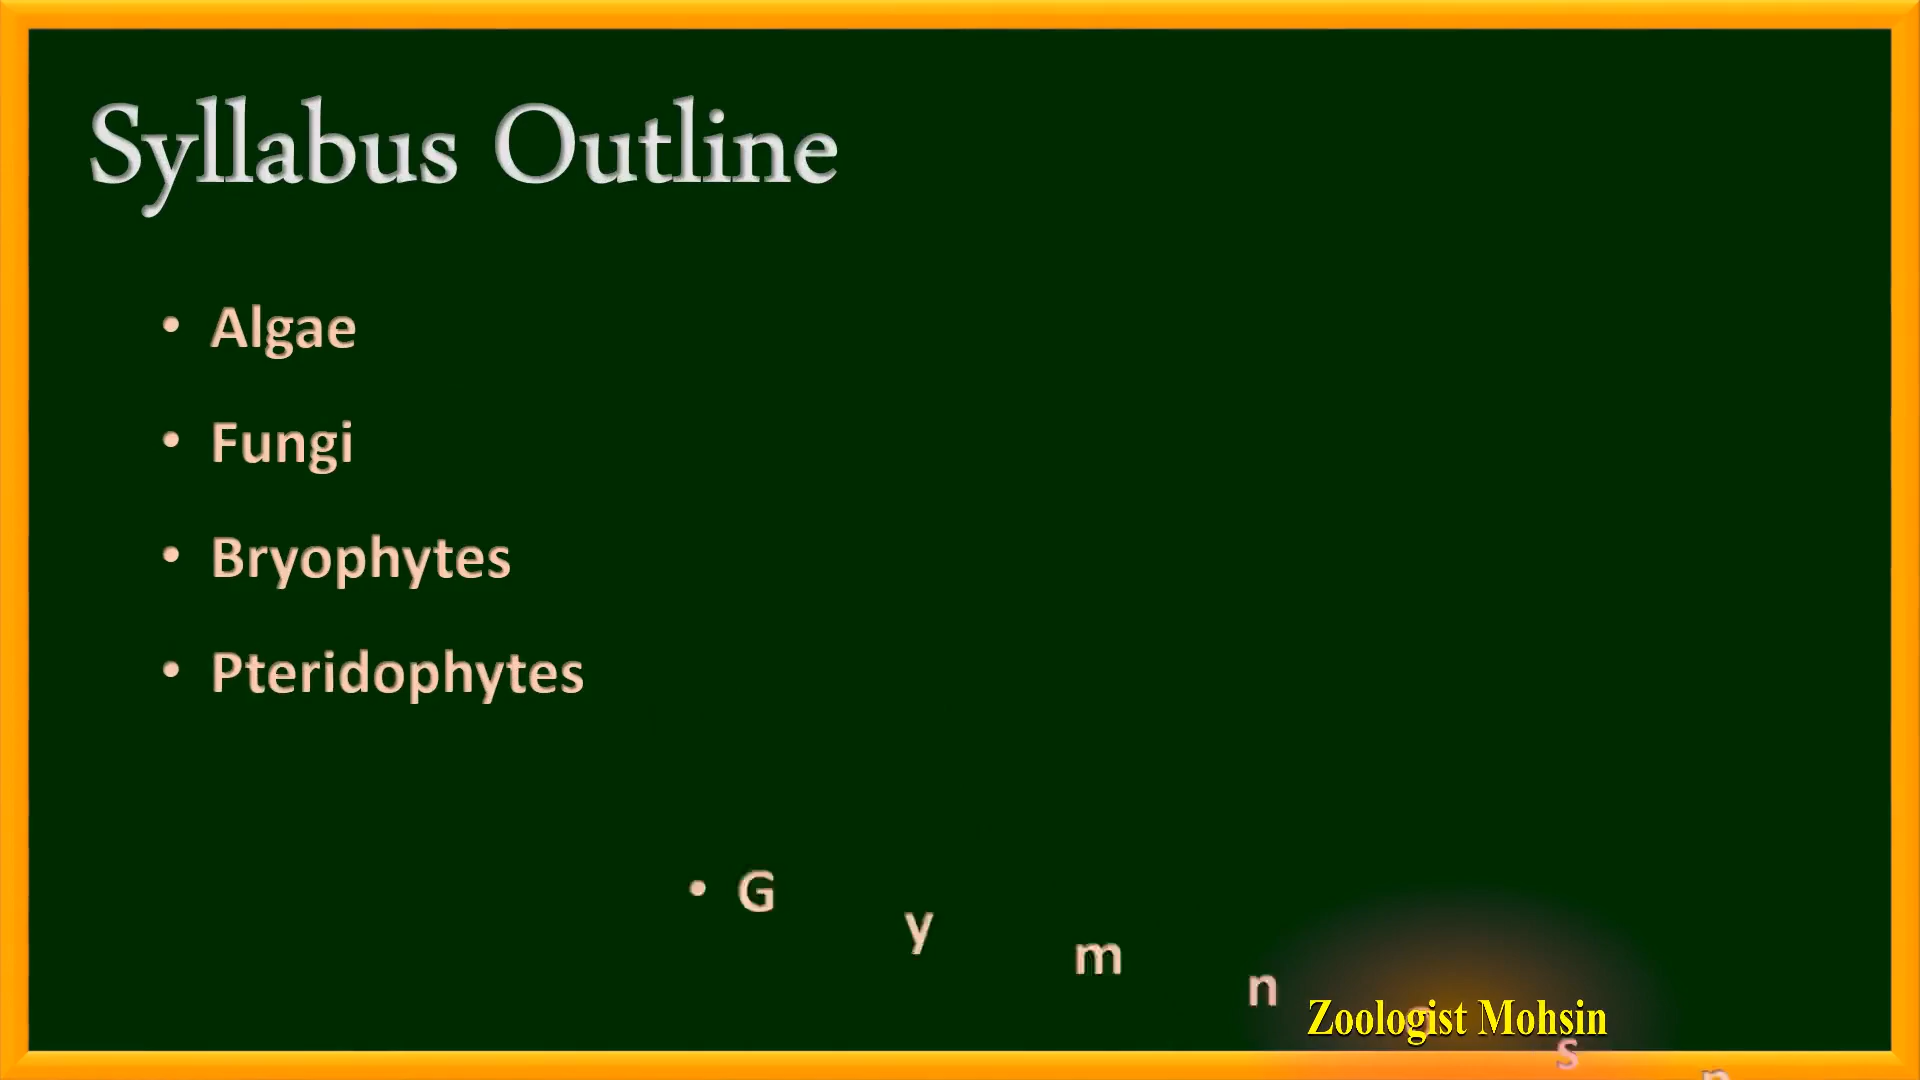 Syllabus Outline
• Algae
• Fungi
• Bryophytes
• Pteridophytes
• G y m n o s p
Zoologist Mohsin